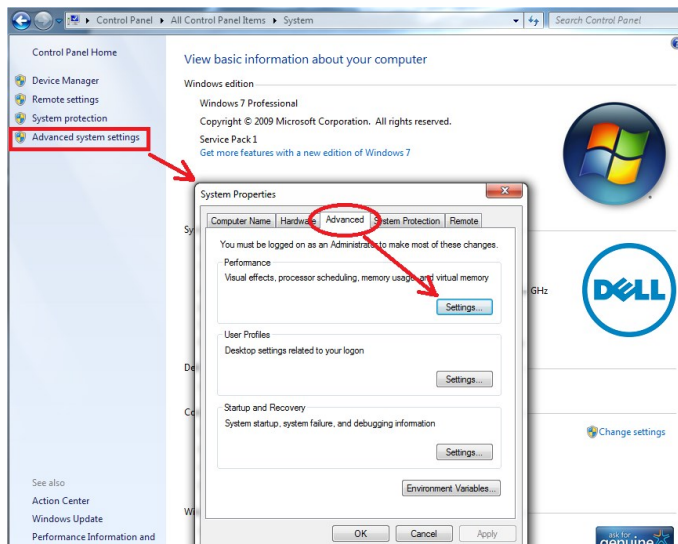 Control Panel ▸ All Control Panel Items ▸ System
Search Control Panel
Control Panel Home
Device Manager
Remote settings
System protection
Advanced system settings
View basic information about your computer
Windows edition
Windows 7 Professional
Copyright © 2009 Microsoft Corporation. All rights reserved.
Service Pack 1
Get more features with a new edition of Windows 7
System Properties
Computer Name Hardware Advanced System Protection Remote
You must be logged on as an Administrator to make most of these changes.
Performance
Visual effects, processor scheduling, memory usage, and virtual memory
Settings...
User Profiles
Desktop settings related to your logon
Settings...
Startup and Recovery
System startup, system failure, and debugging information
Settings...
Environment Variables...
OK Cancel Apply
Sy
GHz
DELL
De
Co
Change settings
Wi
See also
Action Center
Windows Update
Performance Information and
ask for
genuine